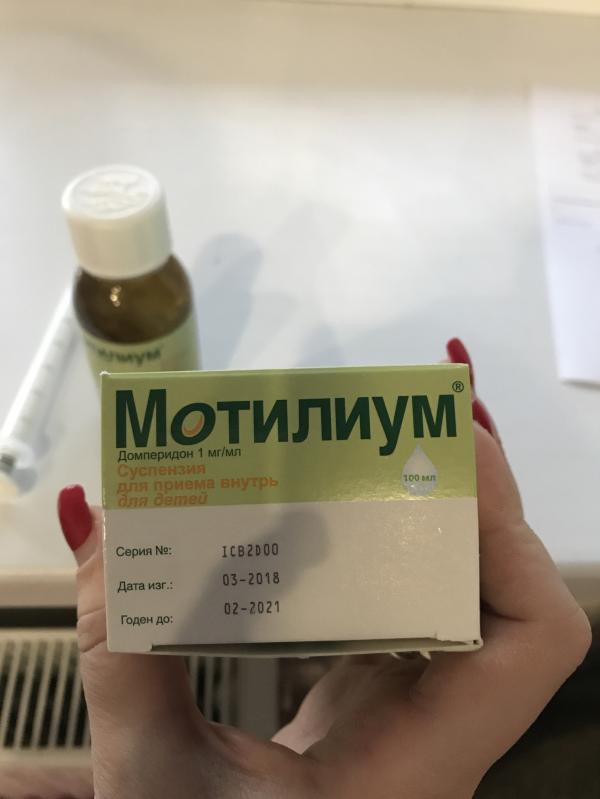 Мотилиум®
Домперидон 1 мг/мл
Суспензия
для приема внутрь
для детей
100 мл
Серия №: ICB2D00
Дата изг.: 03-2018
Годен до: 02-2021